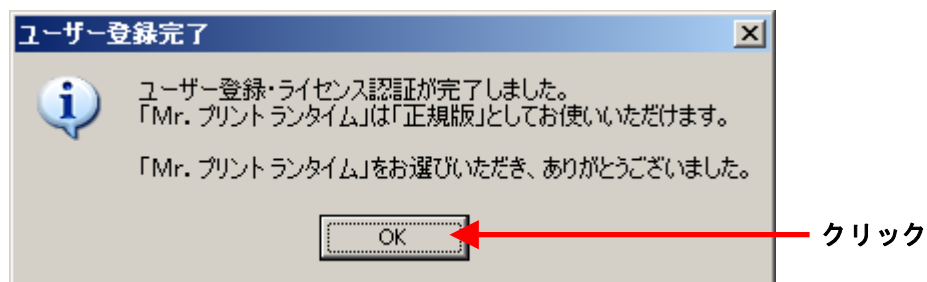 ユーザー登録完了
ユーザー登録・ライセンス認証が完了しました。
「Mr. プリント ランタイム」は「正規版」としてお使いいただけます。
「Mr. プリント ランタイム」をお選びいただき、ありがとうございました。
OK
クリック